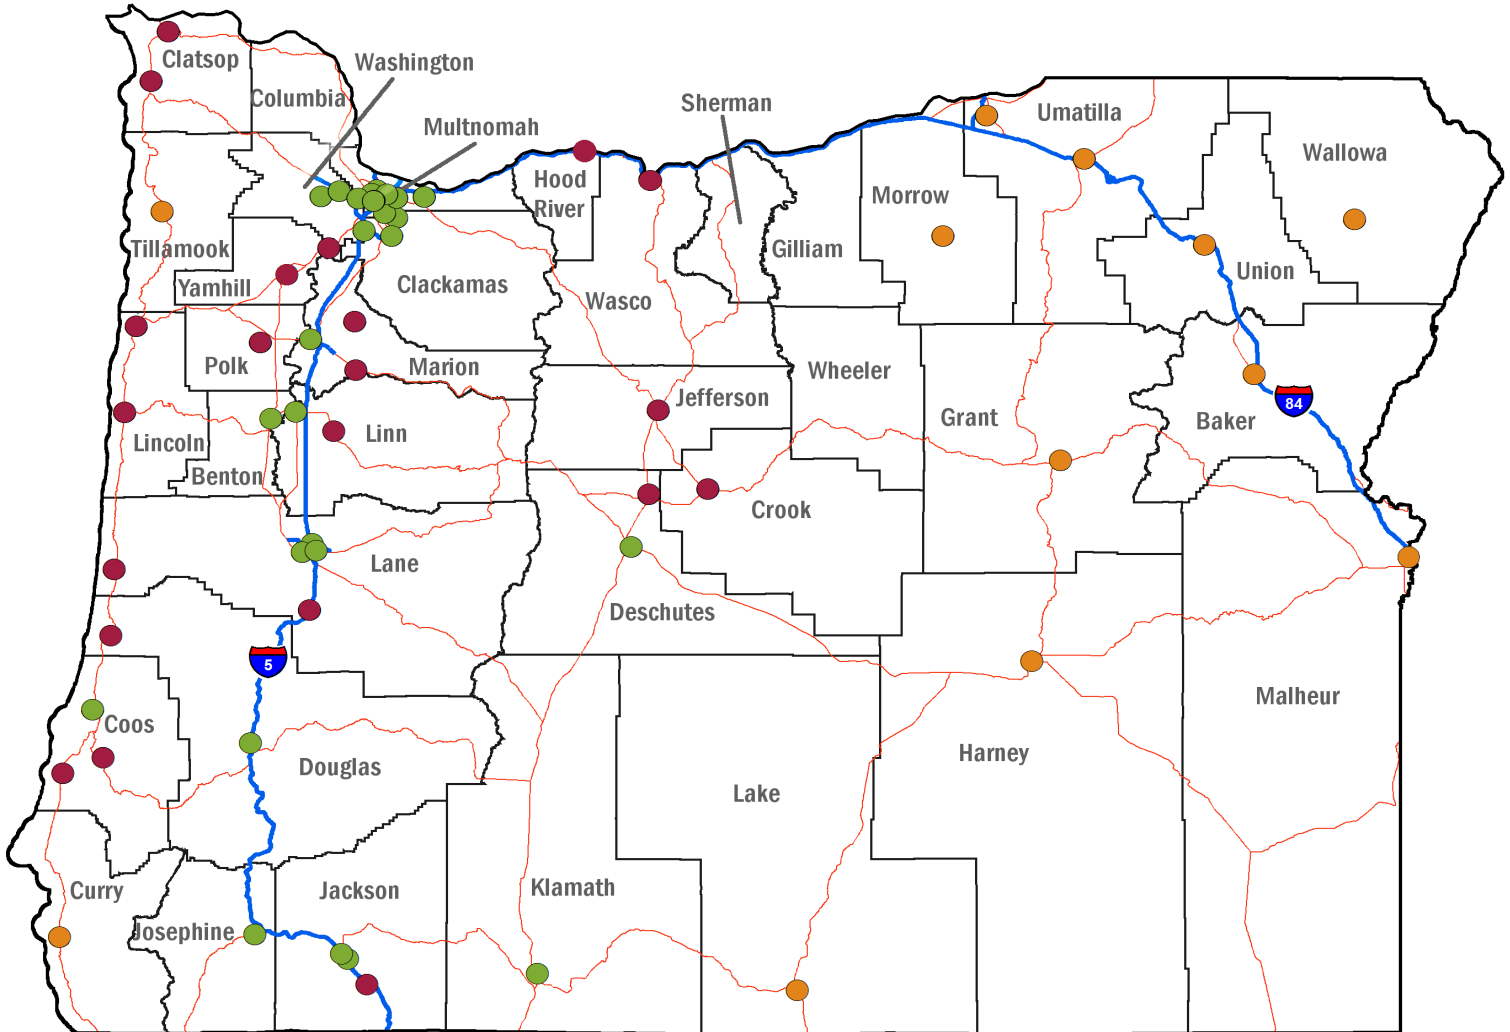 Washington
Clatsop
Columbia
Sherman
Multnomah
Umatilla
Wallowa
Hood
River
Morrow
Tillamook
Gilliam
Union
Yamhill
Clackamas
Wasco
Polk
Marion
Wheeler
Jefferson
84
Grant
Baker
Lincoln
Linn
Benton
Crook
Lane
Deschutes
5
Malheur
Coos
Douglas
Harney
Lake
Curry
Jackson
Klamath
Josephine